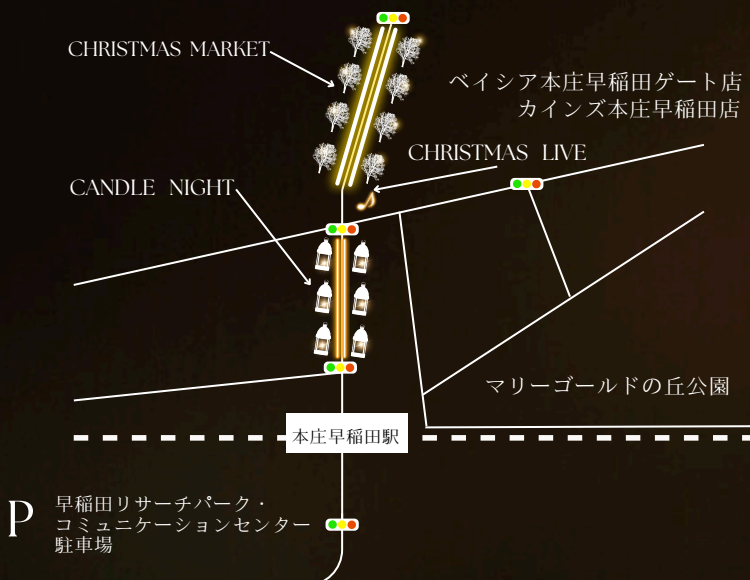 CHRISTMAS MARKET
ベイシア本庄早稲田ゲート店
カインズ本庄早稲田店
CHRISTMAS LIVE
CANDLE NIGHT
マリーゴールドの丘公園
本庄早稲田駅
P
早稲田リサーチパーク・
コミュニケーションセンター
駐車場